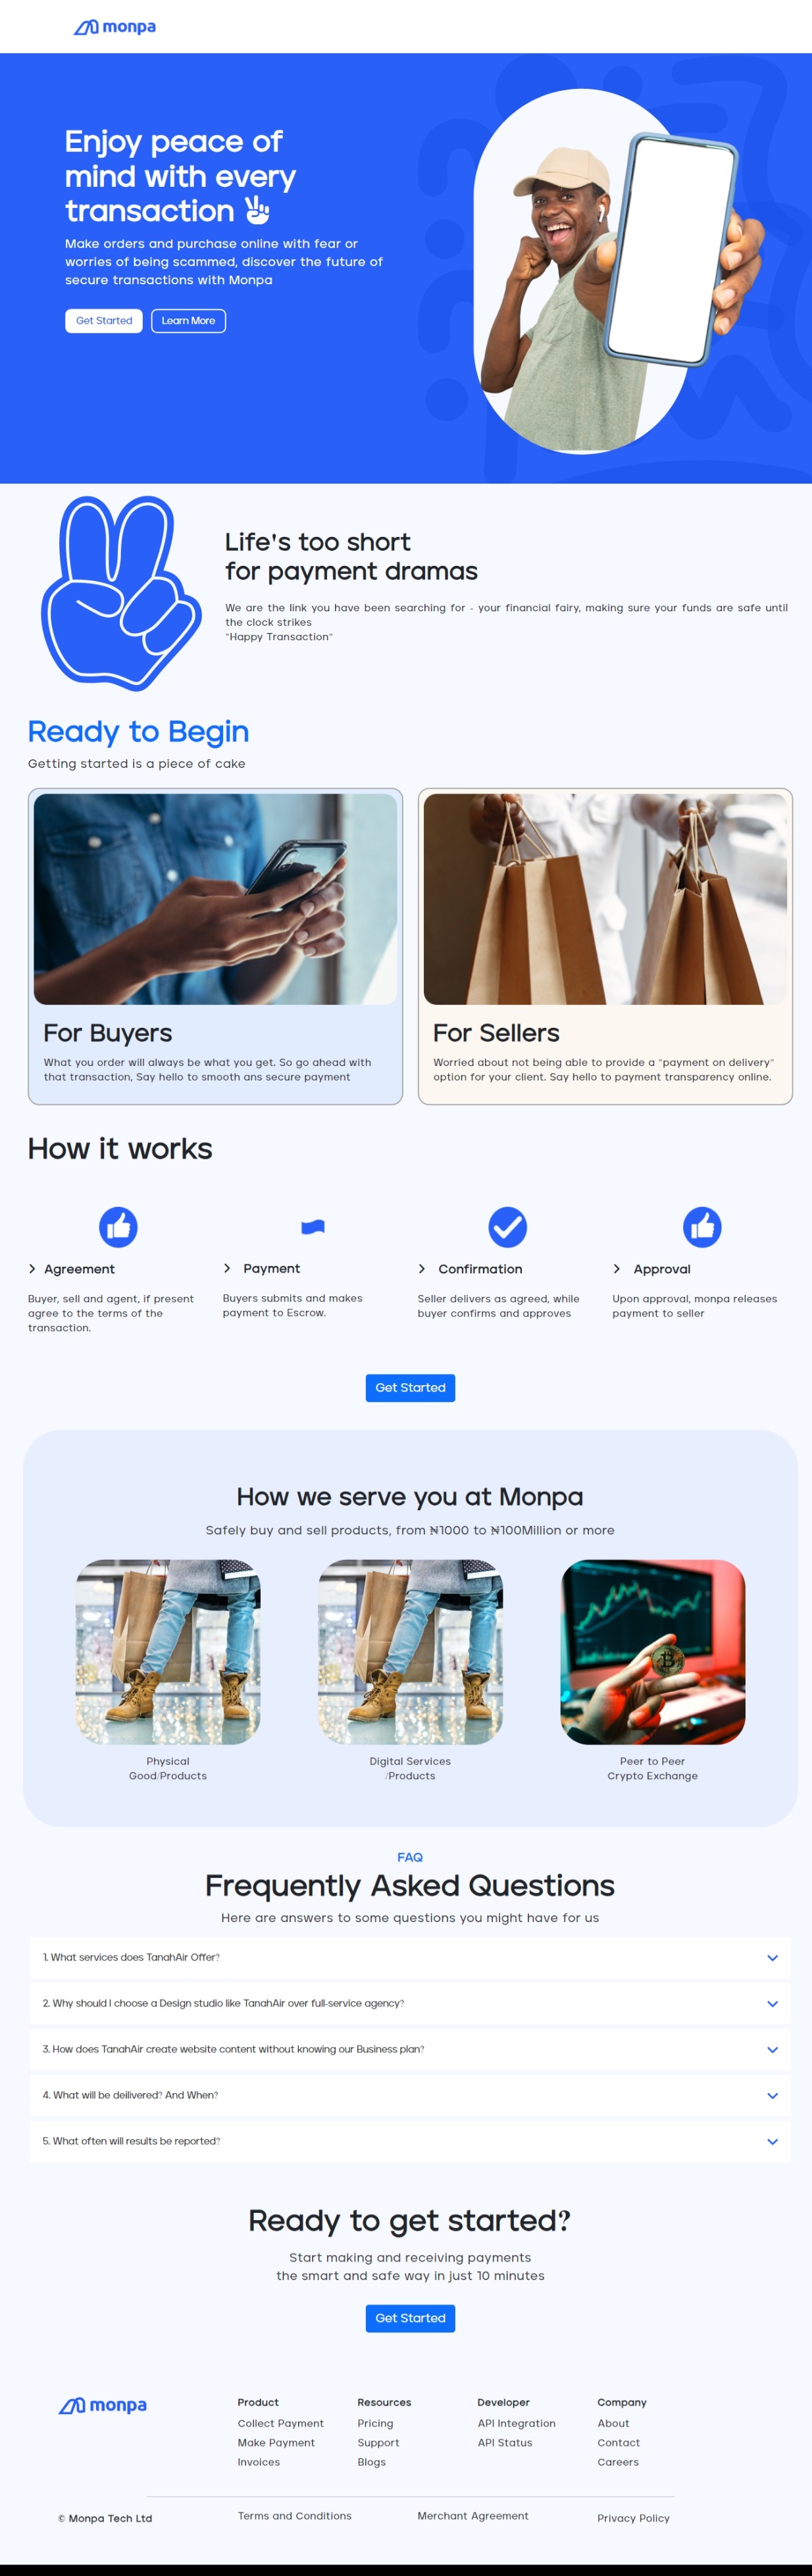 monpa
Enjoy peace of
mind with every
transaction
Make orders and purchase online with fear or
worries of being scammed, discover the future of
secure transactions with Monpa
Get Started
Learn More
Life's too short
for payment dramas
We are the link you have been searching for - your financial fairy, making sure your funds are safe until
the clock strikes
"Happy Transaction"
Ready to Begin
Getting started is a piece of cake
For Buyers
What you order will always be what you get. So go ahead with
that transaction, Say hello to smooth ans secure payment
For Sellers
Worried about not being able to provide a "payment on delivery"
option for your client. Say hello to payment transparency online.
How it works
Agreement
Buyer, sell and agent, if present
agree to the terms of the
transaction.
Payment
Buyers submits and makes
payment to Escrow.
Confirmation
Seller delivers as agreed, while
buyer confirms and approves
Approval
Upon approval, monpa releases
payment to seller
Get Started
How we serve you at Monpa
Safely buy and sell products, from ₦1000 to ₦100Million or more
Physical
Good/Products
Digital Services
/Products
Peer to Peer
Crypto Exchange
FAQ
Frequently Asked Questions
Here are answers to some questions you might have for us
1. What services does TanahAir Offer?
2. Why should I choose a Design studio like TanahAir over full-service agency?
3. How does TanahAir create website content without knowing our Business plan?
4. What will be deilivered? And When?
5. What often will results be reported?
Ready to get started?
Start making and receiving payments
the smart and safe way in just 10 minutes
Get Started
monpa
Product
Collect Payment
Make Payment
Invoices
Resources
Pricing
Support
Blogs
Developer
API Integration
API Status
Company
About
Contact
Careers
© Monpa Tech Ltd
Terms and Conditions
Merchant Agreement
Privacy Policy